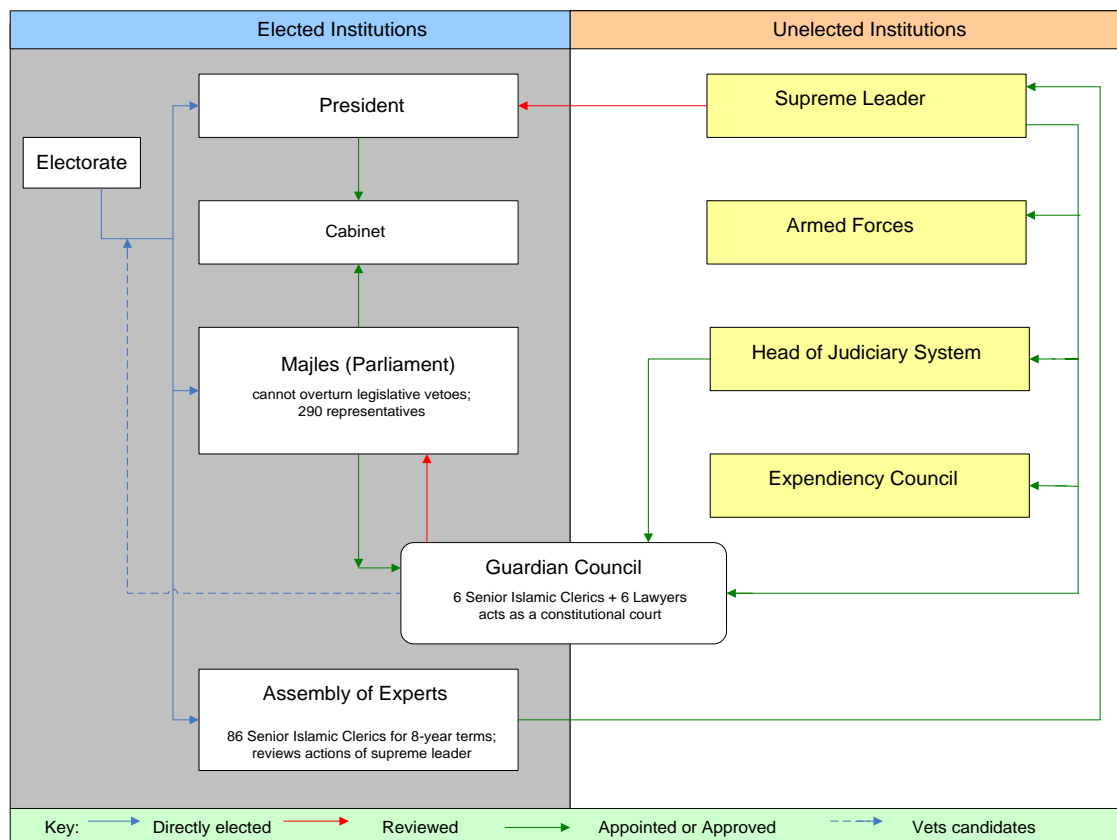 Elected Institutions
Unelected Institutions
President
Supreme Leader
Electorate
Cabinet
Armed Forces
Majles (Parliament)
cannot overturn legislative vetoes;
290 representatives
Head of Judiciary System
Expendiency Council
Guardian Council
6 Senior Islamic Clerics + 6 Lawyers
acts as a constitutional court
Assembly of Experts
86 Senior Islamic Clerics for 8-year terms;
reviews actions of supreme leader
Key: Directly elected Reviewed Appointed or Approved Vets candidates